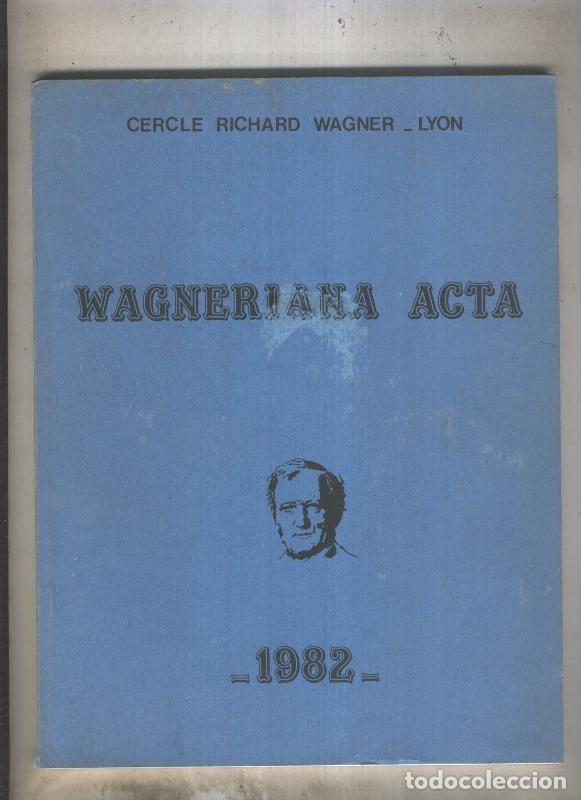 CERCLE RICHARD WAGNER _ LYON
WAGNERIANA ACTA
_ 1982 _
todocoleccion